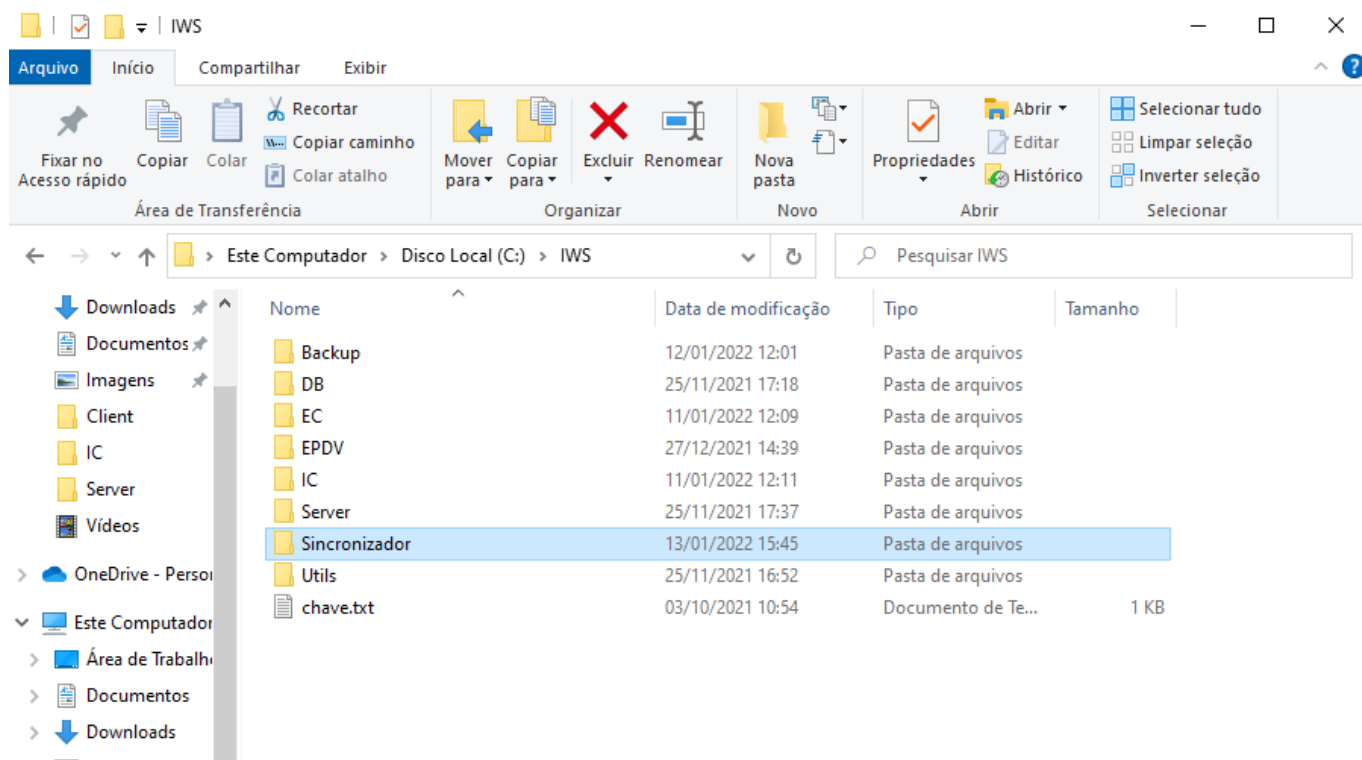 IWS
Arquivo Início Compartilhar Exibir
Recortar
Copiar caminho
Colar atalho
Fixar no
Acesso rápido
Copiar
Colar
Mover
para
Copiar
para
Excluir
Renomear
Nova
pasta
Propriedades
Abrir
Editar
Histórico
Selecionar tudo
Limpar seleção
Inverter seleção
Área de Transferência Organizar Novo Abrir Selecionar
Este Computador > Disco Local (C:) > IWS
Pesquisar IWS
Downloads
Documentos
Imagens
Client
IC
Server
Vídeos
OneDrive - Person
Este Computador
Área de Trabalh
Documentos
Downloads
Nome Data de modificação Tipo Tamanho
Backup 12/01/2022 12:01 Pasta de arquivos
DB 25/11/2021 17:18 Pasta de arquivos
EC 11/01/2022 12:09 Pasta de arquivos
EPDV 27/12/2021 14:39 Pasta de arquivos
IC 11/01/2022 12:11 Pasta de arquivos
Server 25/11/2021 17:37 Pasta de arquivos
Sincronizador 13/01/2022 15:45 Pasta de arquivos
Utils 25/11/2021 16:52 Pasta de arquivos
chave.txt 03/10/2021 10:54 Documento de Te... 1 KB